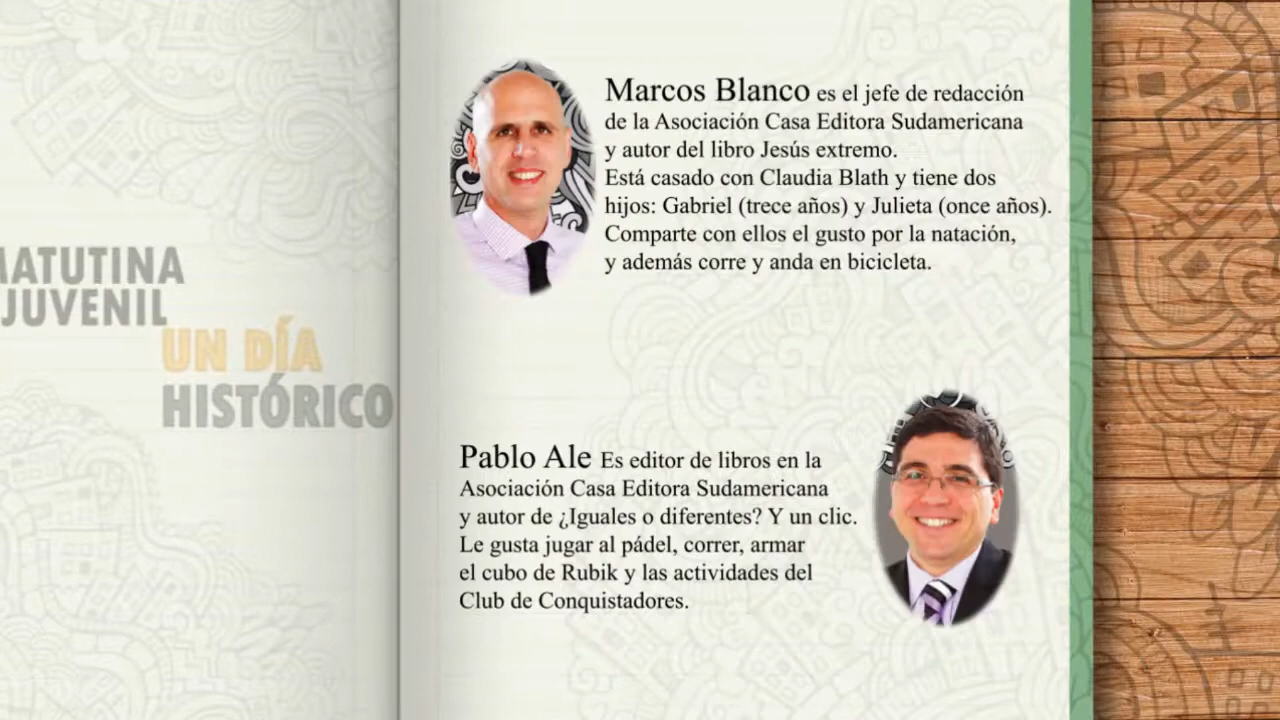 MATUTINA
JUVENIL
UN DÍA
HISTÓRICO
Marcos Blanco es el jefe de redacción
de la Asociación Casa Editora Sudamericana
y autor del libro Jesús extremo.
Está casado con Claudia Blath y tiene dos
hijos: Gabriel (trece años) y Julieta (once años).
Comparte con ellos el gusto por la natación,
y además corre y anda en bicicleta.
Pablo Ale Es editor de libros en la
Asociación Casa Editora Sudamericana
y autor de ¿Iguales o diferentes? Y un clic.
Le gusta jugar al pádel, correr, armar
el cubo de Rubik y las actividades del
Club de Conquistadores.